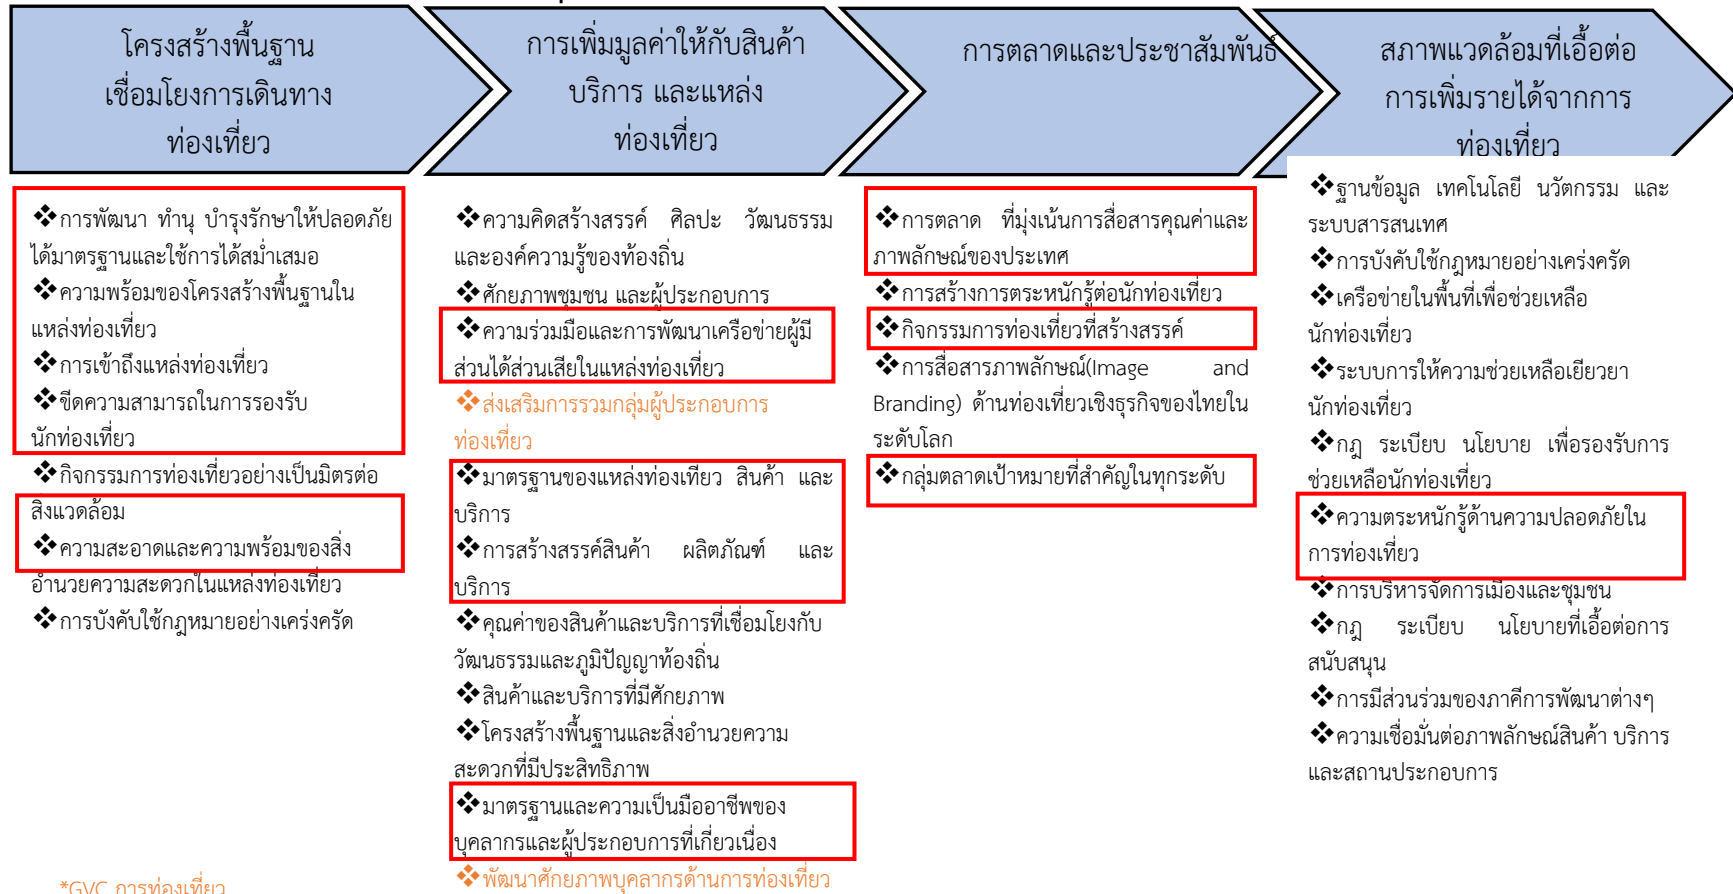 โครงสร้างพื้นฐาน
เชื่อมโยงการเดินทาง
ท่องเที่ยว
❖การพัฒนา ทำนุ บำรุงรักษาให้ปลอดภัย
ได้มาตรฐานและใช้การได้สม่ำเสมอ
❖ความพร้อมของโครงสร้างพื้นฐานใน
แหล่งท่องเที่ยว
❖การเข้าถึงแหล่งท่องเที่ยว
❖ขีดความสามารถในการรองรับ
นักท่องเที่ยว
❖กิจกรรมการท่องเที่ยวอย่างเป็นมิตรต่อ
สิ่งแวดล้อม
❖ความสะอาดและความพร้อมของสิ่ง
อำนวยความสะดวกในแหล่งท่องเที่ยว
❖การบังคับใช้กฎหมายอย่างเคร่งครัด
*GVC การท่องเที่ยว
การเพิ่มมูลค่าให้กับสินค้า
บริการ และแหล่ง
ท่องเที่ยว
❖ความคิดสร้างสรรค์ ศิลปะ วัฒนธรรม
และองค์ความรู้ของท้องถิ่น
❖ศักยภาพชุมชน และผู้ประกอบการ
❖ความร่วมมือและการพัฒนาเครือข่ายผู้มี
ส่วนได้ส่วนเสียในแหล่งท่องเที่ยว
❖ส่งเสริมการรวมกลุ่มผู้ประกอบการ
ท่องเที่ยว
❖มาตรฐานของแหล่งท่องเที่ยว สินค้า และ
บริการ
❖การสร้างสรรค์สินค้า ผลิตภัณฑ์ และ
บริการ
❖คุณค่าของสินค้าและบริการที่เชื่อมโยงกับ
วัฒนธรรมและภูมิปัญญาท้องถิ่น
❖สินค้าและบริการที่มีศักยภาพ
❖โครงสร้างพื้นฐานและสิ่งอำนวยความ
สะดวกที่มีประสิทธิภาพ
❖มาตรฐานและความเป็นมืออาชีพของ
บุคลากรและผู้ประกอบการที่เกี่ยวเนื่อง
❖พัฒนาศักยภาพบุคลากรด้านการท่องเที่ยว
การตลาดและประชาสัมพันธ์
❖การตลาด ที่มุ่งเน้นการสื่อสารคุณค่าและ
ภาพลักษณ์ของประเทศ
❖การสร้างการตระหนักรู้ต่อนักท่องเที่ยว
❖กิจกรรมการท่องเที่ยวที่สร้างสรรค์
❖การสื่อสารภาพลักษณ์(Image and
Branding) ด้านท่องเที่ยวเชิงธุรกิจของไทยใน
ระดับโลก
❖กลุ่มตลาดเป้าหมายที่สำคัญในทุกระดับ
สภาพแวดล้อมที่เอื้อต่อ
การเพิ่มรายได้จากการ
ท่องเที่ยว
❖ฐานข้อมูล เทคโนโลยี นวัตกรรม และ
ระบบสารสนเทศ
❖การบังคับใช้กฎหมายอย่างเคร่งครัด
❖เครือข่ายในพื้นที่เพื่อช่วยเหลือ
นักท่องเที่ยว
❖ระบบการให้ความช่วยเหลือเยียวยา
นักท่องเที่ยว
❖กฎ ระเบียบ นโยบาย เพื่อรองรับการ
ช่วยเหลือนักท่องเที่ยว
❖ความตระหนักรู้ด้านความปลอดภัยใน
การท่องเที่ยว
❖การบริหารจัดการเมืองและชุมชน
❖กฎ ระเบียบ นโยบายที่เอื้อต่อการ
สนับสนุน
❖การมีส่วนร่วมของภาคีการพัฒนาต่างๆ
❖ความเชื่อมั่นต่อภาพลักษณ์สินค้า บริการ
และสถานประกอบการ